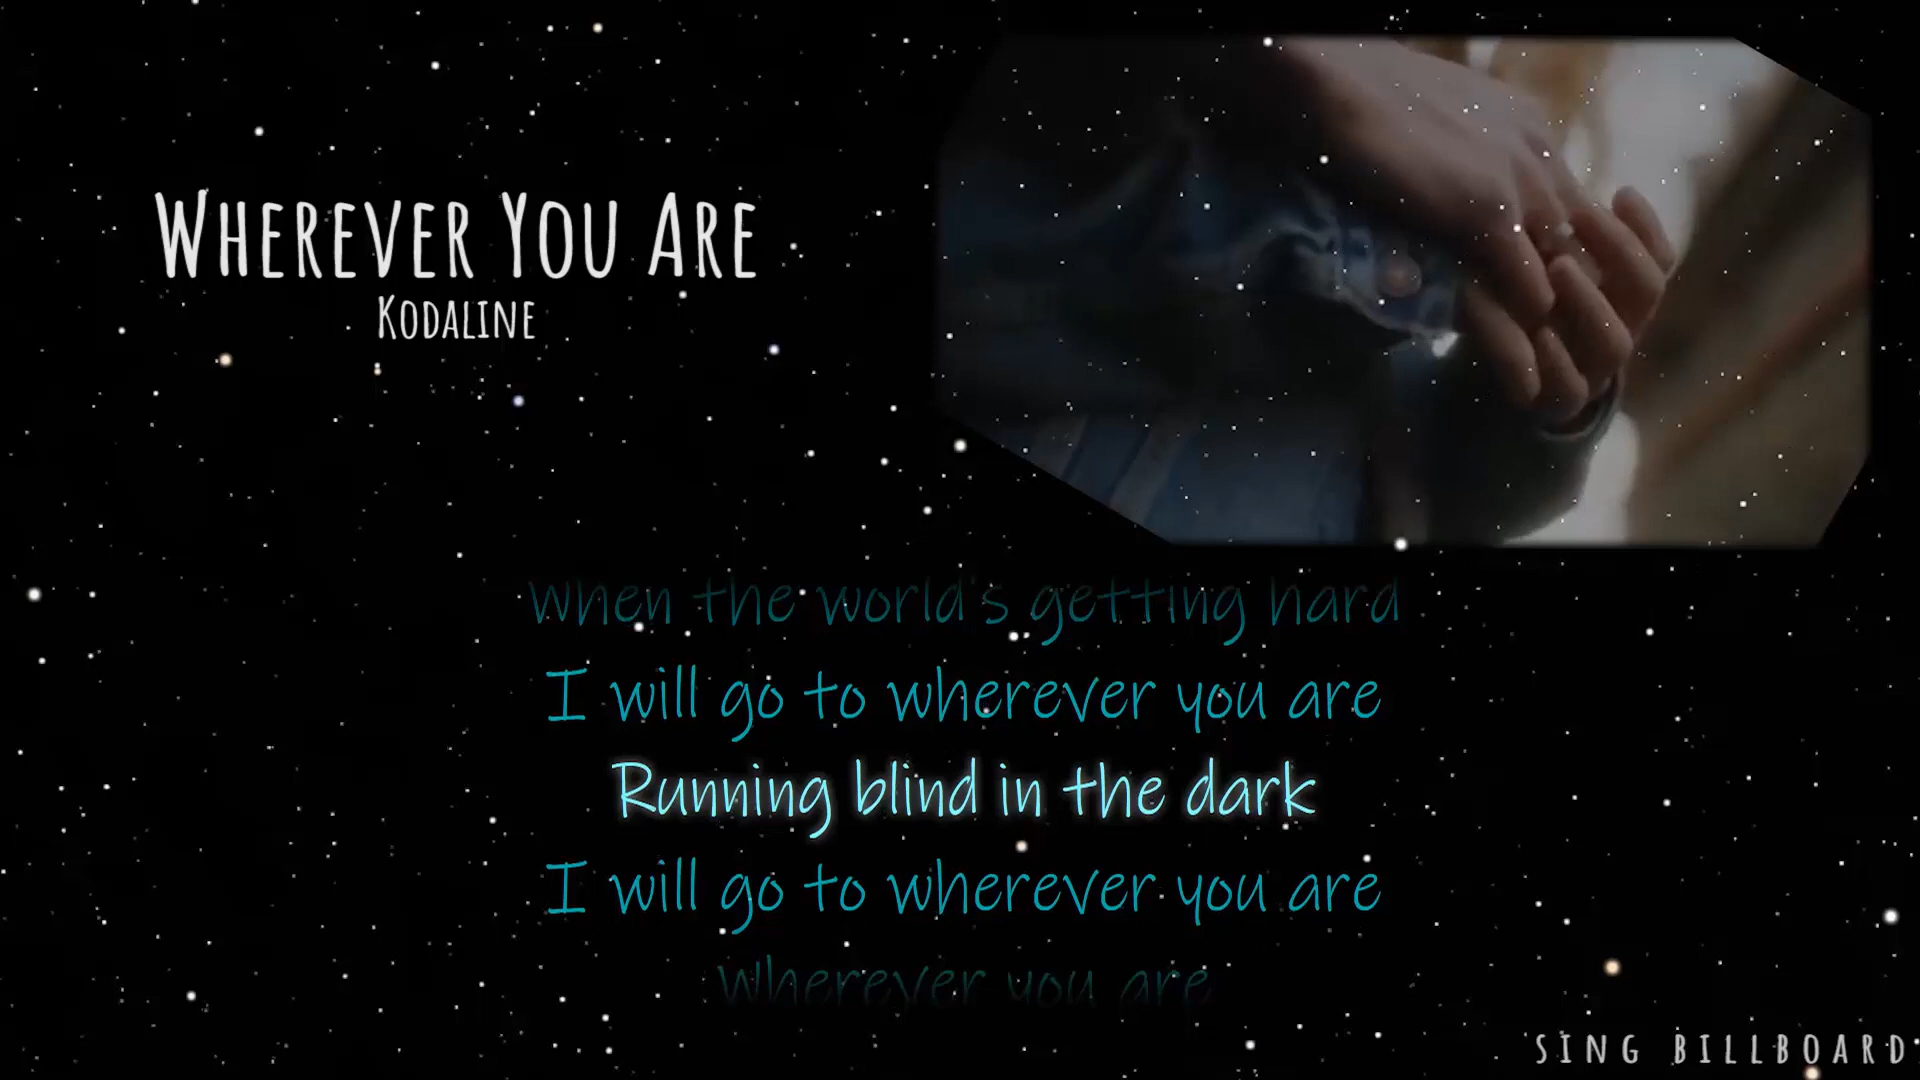 Wherever You Are
Kodaline
When the world's getting hard
I will go to wherever you are
Running blind in the dark
I will go to wherever you are
Wherever you are
SING BILLBOARD